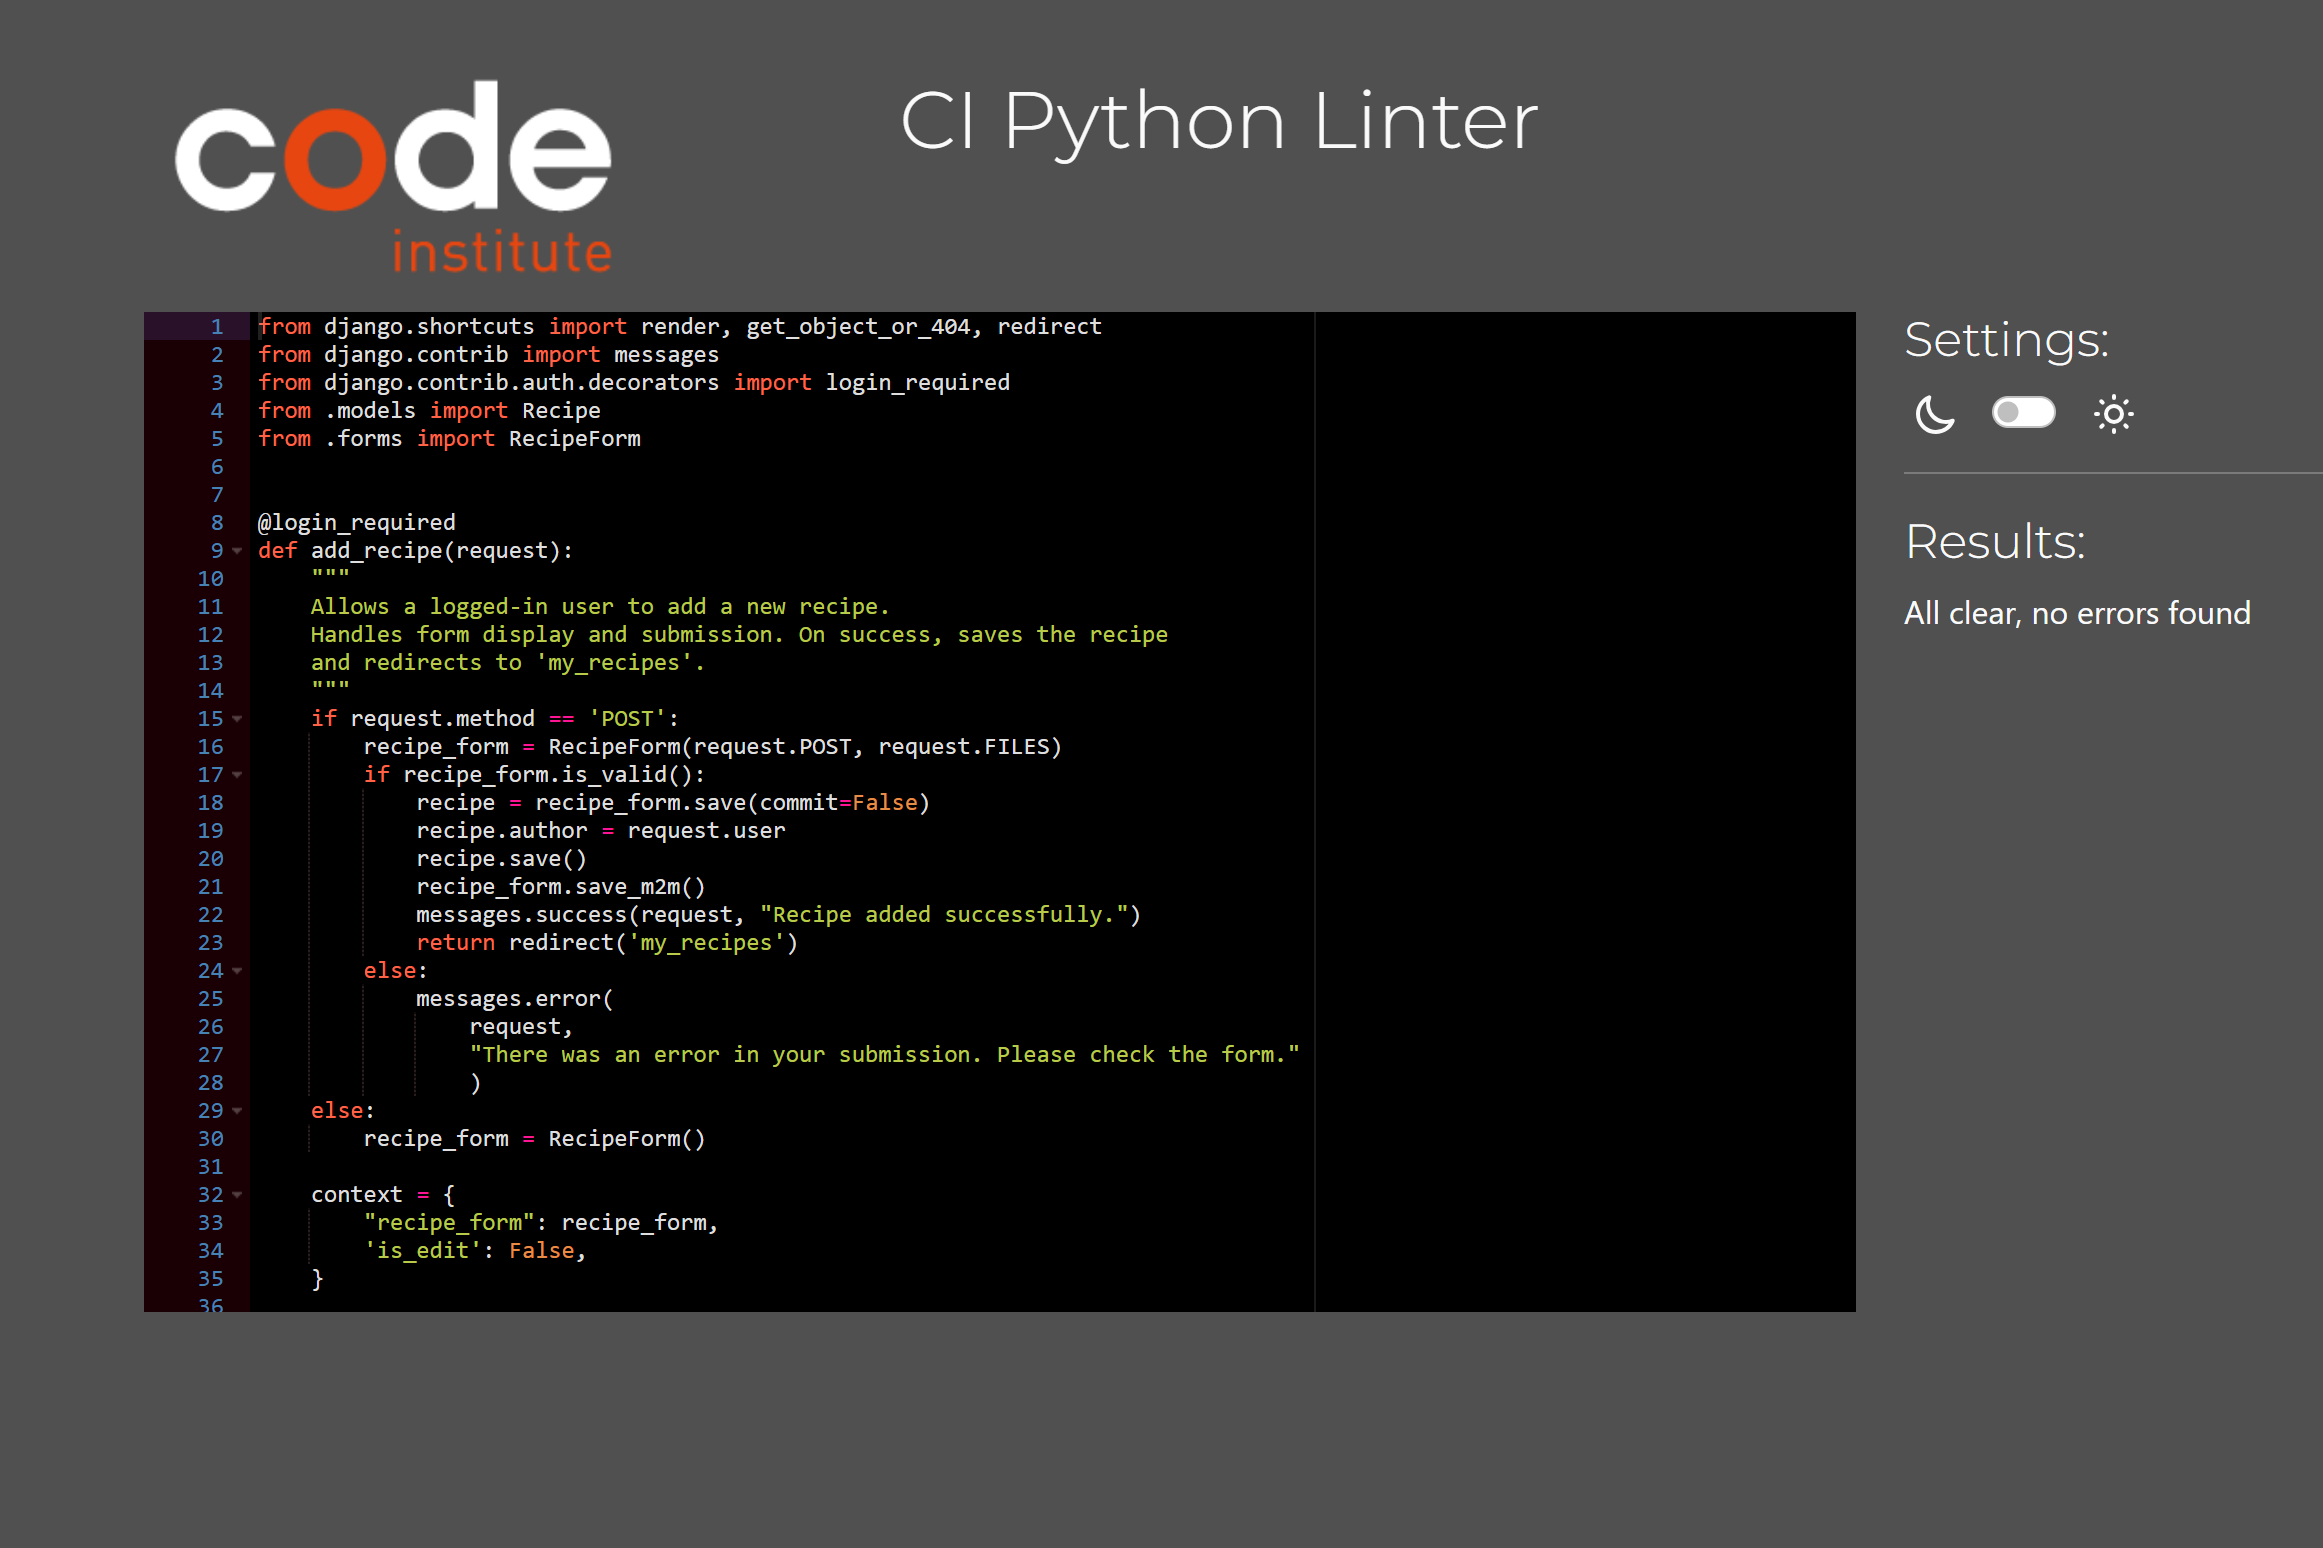 code
institute
CI Python Linter
1 from django.shortcuts import render, get_object_or_404, redirect
2 from django.contrib import messages
3 from django.contrib.auth.decorators import login_required
4 from .models import Recipe
5 from .forms import RecipeForm
6
7
8 @login_required
9 def add_recipe(request):
10     """
11     Allows a logged-in user to add a new recipe.
12     Handles form display and submission. On success, saves the recipe
13     and redirects to 'my_recipes'.
14     """
15     if request.method == 'POST':
16         recipe_form = RecipeForm(request.POST, request.FILES)
17         if recipe_form.is_valid():
18             recipe = recipe_form.save(commit=False)
19             recipe.author = request.user
20             recipe.save()
21             recipe_form.save_m2m()
22             messages.success(request, "Recipe added successfully.")
23             return redirect('my_recipes')
24         else:
25             messages.error(
26                 request,
27                 "There was an error in your submission. Please check the form."
28                 )
29     else:
30         recipe_form = RecipeForm()
31
32     context = {
33         "recipe_form": recipe_form,
34         'is_edit': False,
35     }
36
Settings:
Results:
All clear, no errors found